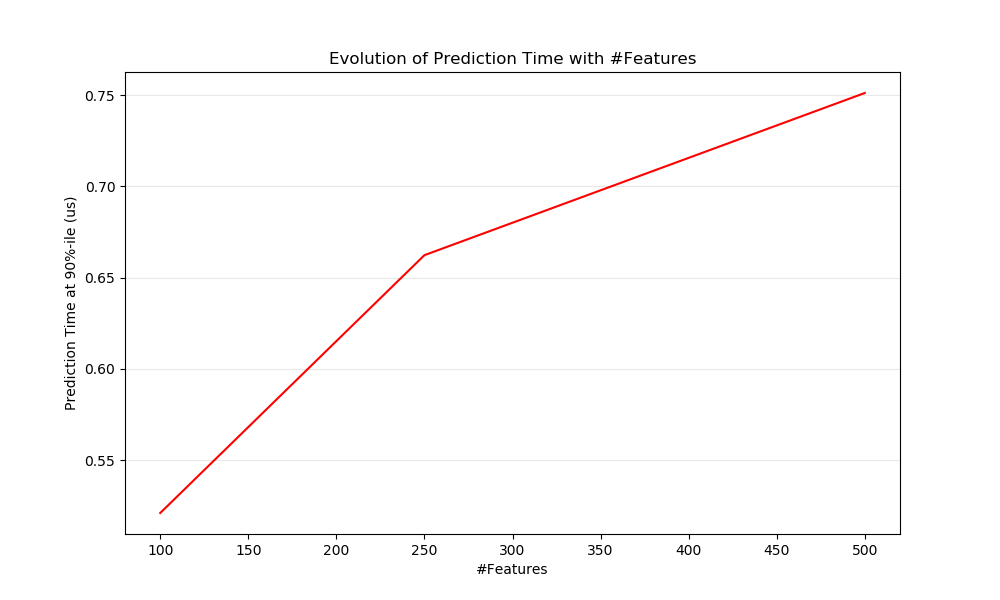 Evolution of Prediction Time with #Features
Prediction Time at 90%-ile (us)
0.75
0.70
0.65
0.60
0.55
100 150 200 250 300 350 400 450 500
#Features